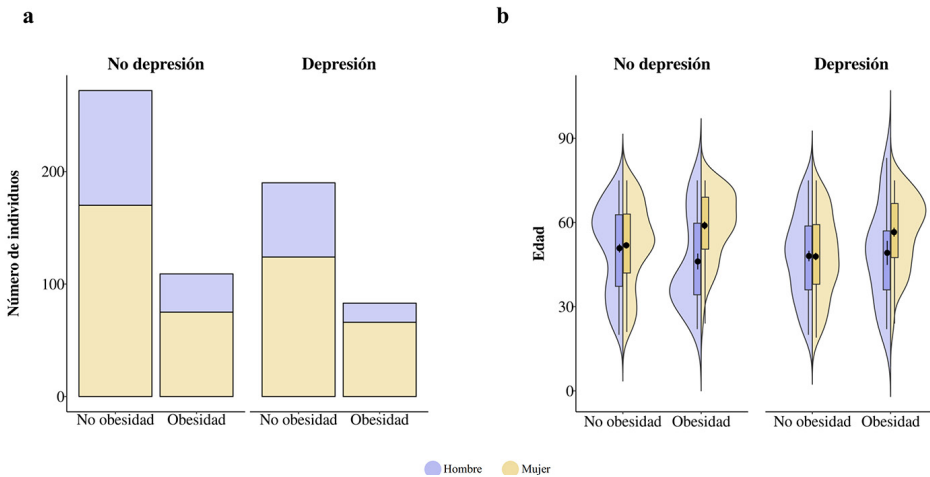 a
No depresión
Depresión
Número de individuos
200
100
0
No obesidad
Obesidad
No obesidad
Obesidad
b
No depresión
Depresión
Edad
90
60
30
0
No obesidad
Obesidad
No obesidad
Obesidad
Hombre
Mujer